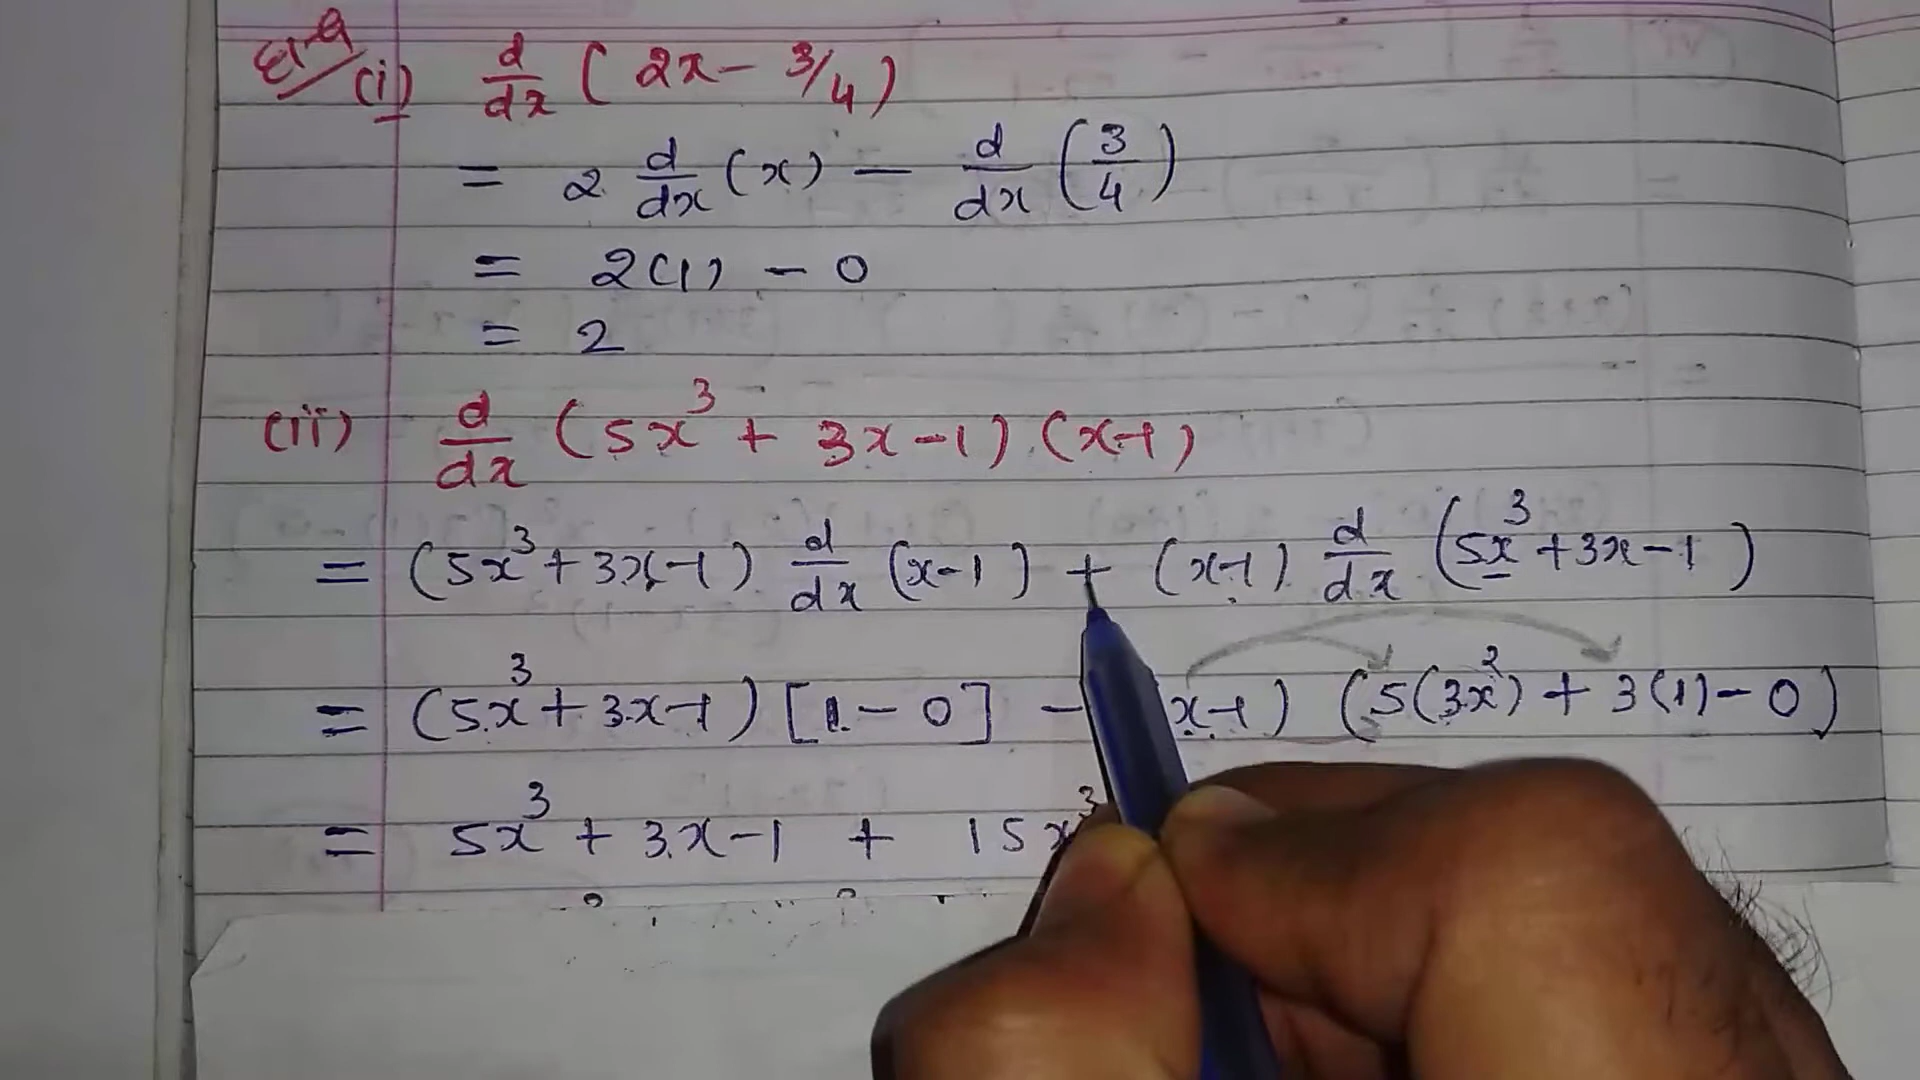 (i) d/dx (2x - 3/4)
= 2 d/dx (x) - d/dx (3/4)
= 2(1) - 0
= 2
(ii) d/dx (5x³ + 3x - 1) . (x-1)
= (5x³ + 3x - 1) d/dx (x-1) + (x-1) d/dx (5x³ + 3x - 1)
= (5x³ + 3x - 1) [1 - 0] x-1) (5(3x²) + 3(1) - 0)
= 5x³ + 3x - 1 + 15x³